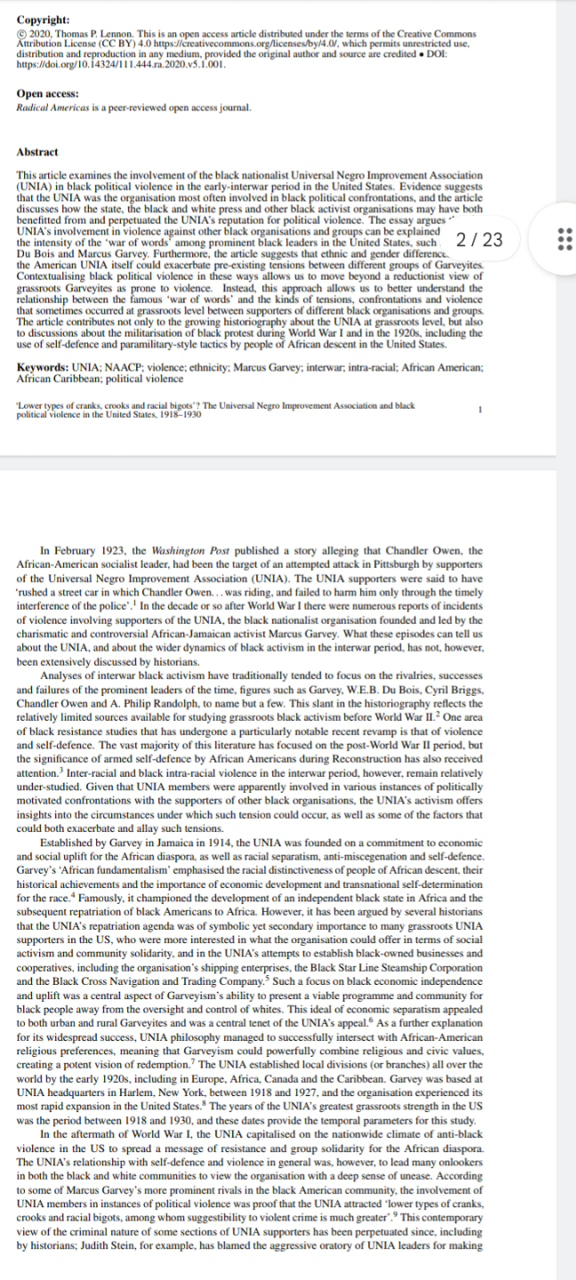 Copyright:
© 2020, Thomas P. Lennon. This is an open access article distributed under the terms of the Creative Commons
Attribution License (CC BY) 4.0 https://creativecommons.org/licenses/by/4.0/, which permits unrestricted use,
distribution and reproduction in any medium, provided the original author and source are credited • DOI:
https://doi.org/10.14324/111.444.ra.2020.v5.1.001.
Open access:
Radical Americas is a peer-reviewed open access journal.
Abstract
This article examines the involvement of the black nationalist Universal Negro Improvement Association
(UNIA) in black political violence in the early-interwar period in the United States. Evidence suggests
that the UNIA was the organisation most often involved in black political confrontations, and the article
discusses how the state, the black and white press and other black activist organisations may have both
benefitted from and perpetuated the UNIA's reputation for political violence. The essay argues
UNIA's involvement in violence against other black organisations and groups can be explained
the intensity of the 'war of words' among prominent black leaders in the United States, such
2 / 23
Du Bois and Marcus Garvey. Furthermore, the article suggests that ethnic and gender difference
the American UNIA itself could exacerbate pre-existing tensions between different groups of Garveyites.
Contextualising black political violence in these ways allows us to move beyond a reductionist view of
grassroots Garveyites as prone to violence. Instead, this approach allows us to better understand the
relationship between the famous 'war of words' and the kinds of tensions, confrontations and violence
that sometimes occurred at grassroots level between supporters of different black organisations and groups.
The article contributes not only to the growing historiography about the UNIA at grassroots level, but also
to discussions about the militarisation of black protest during World War I and in the 1920s, including the
use of self-defence and paramilitary-style tactics by people of African descent in the United States.
Keywords: UNIA; NAACP; violence; ethnicity; Marcus Garvey; interwar; intra-racial; African American;
African Caribbean; political violence
'Lower types of cranks, crooks and racial bigots'? The Universal Negro Improvement Association and black
political violence in the United States, 1918–1930
1
In February 1923, the Washington Post published a story alleging that Chandler Owen, the
African-American socialist leader, had been the target of an attempted attack in Pittsburgh by supporters
of the Universal Negro Improvement Association (UNIA). The UNIA supporters were said to have
'rushed a street car in which Chandler Owen…was riding, and failed to harm him only through the timely
interference of the police'.1 In the decade or so after World War I there were numerous reports of incidents
of violence involving supporters of the UNIA, the black nationalist organisation founded and led by the
charismatic and controversial African-Jamaican activist Marcus Garvey. What these episodes can tell us
about the UNIA, and about the wider dynamics of black activism in the interwar period, has not, however,
been extensively discussed by historians.
Analyses of interwar black activism have traditionally tended to focus on the rivalries, successes
and failures of the prominent leaders of the time, figures such as Garvey, W.E.B. Du Bois, Cyril Briggs,
Chandler Owen and A. Philip Randolph, to name but a few. This slant in the historiography reflects the
relatively limited sources available for studying grassroots black activism before World War II.2 One area
of black resistance studies that has undergone a particularly notable recent revamp is that of violence
and self-defence. The vast majority of this literature has focused on the post-World War II period, but
the significance of armed self-defence by African Americans during Reconstruction has also received
attention.3 Inter-racial and black intra-racial violence in the interwar period, however, remain relatively
under-studied. Given that UNIA members were apparently involved in various instances of politically
motivated confrontations with the supporters of other black organisations, the UNIA's activism offers
insights into the circumstances under which such tension could occur, as well as some of the factors that
could both exacerbate and allay such tensions.
Established by Garvey in Jamaica in 1914, the UNIA was founded on a commitment to economic
and social uplift for the African diaspora, as well as racial separatism, anti-miscegenation and self-defence.
Garvey's 'African fundamentalism' emphasised the racial distinctiveness of people of African descent, their
historical achievements and the importance of economic development and transnational self-determination
for the race.4 Famously, it championed the development of an independent black state in Africa and the
subsequent repatriation of black Americans to Africa. However, it has been argued by several historians
that the UNIA's repatriation agenda was of symbolic yet secondary importance to many grassroots UNIA
supporters in the US, who were more interested in what the organisation could offer in terms of social
activism and community solidarity, and in the UNIA's attempts to establish black-owned businesses and
cooperatives, including the organisation's shipping enterprises, the Black Star Line Steamship Corporation
and the Black Cross Navigation and Trading Company.5 Such a focus on black economic independence
and uplift was a central aspect of Garveyism's ability to present a viable programme and community for
black people away from the oversight and control of whites. This ideal of economic separatism appealed
to both urban and rural Garveyites and was a central tenet of the UNIA's appeal.6 As a further explanation
for its widespread success, UNIA philosophy managed to successfully intersect with African-American
religious preferences, meaning that Garveyism could powerfully combine religious and civic values,
creating a potent vision of redemption.7 The UNIA established local divisions (or branches) all over the
world by the early 1920s, including in Europe, Africa, Canada and the Caribbean. Garvey was based at
UNIA headquarters in Harlem, New York, between 1918 and 1927, and the organisation experienced its
most rapid expansion in the United States.8 The years of the UNIA's greatest grassroots strength in the US
was the period between 1918 and 1930, and these dates provide the temporal parameters for this study.
In the aftermath of World War I, the UNIA capitalised on the nationwide climate of anti-black
violence in the US to spread a message of resistance and group solidarity for the African diaspora.
The UNIA's relationship with self-defence and violence in general was, however, to lead many onlookers
in both the black and white communities to view the organisation with a deep sense of unease. According
to some of Marcus Garvey's more prominent rivals in the black American community, the involvement of
UNIA members in instances of political violence was proof that the UNIA attracted 'lower types of cranks,
crooks and racial bigots, among whom suggestibility to violent crime is much greater'.9 This contemporary
view of the criminal nature of some sections of UNIA supporters has been perpetuated since, including
by historians; Judith Stein, for example, has blamed the aggressive oratory of UNIA leaders for making